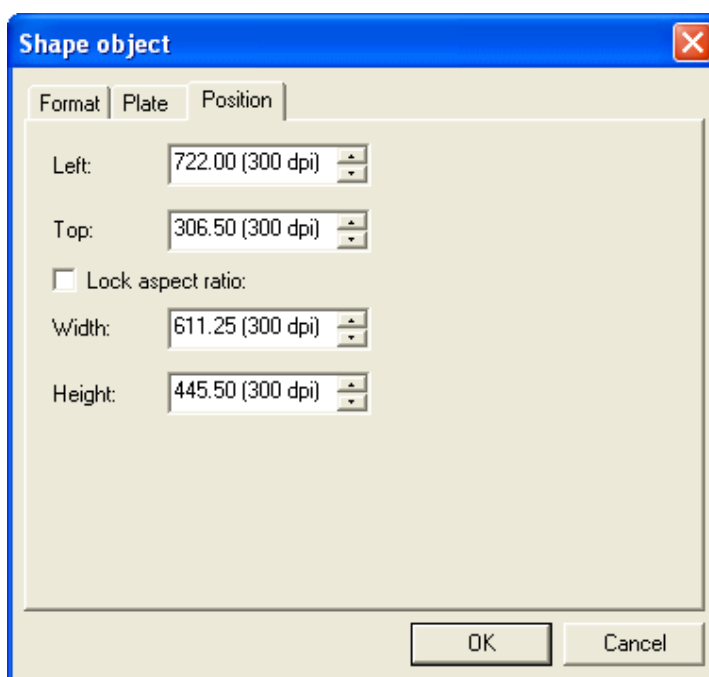 Shape object
Format Plate Position
Left: 722.00 (300 dpi)
Top: 306.50 (300 dpi)
Lock aspect ratio:
Width: 611.25 (300 dpi)
Height: 445.50 (300 dpi)
OK Cancel